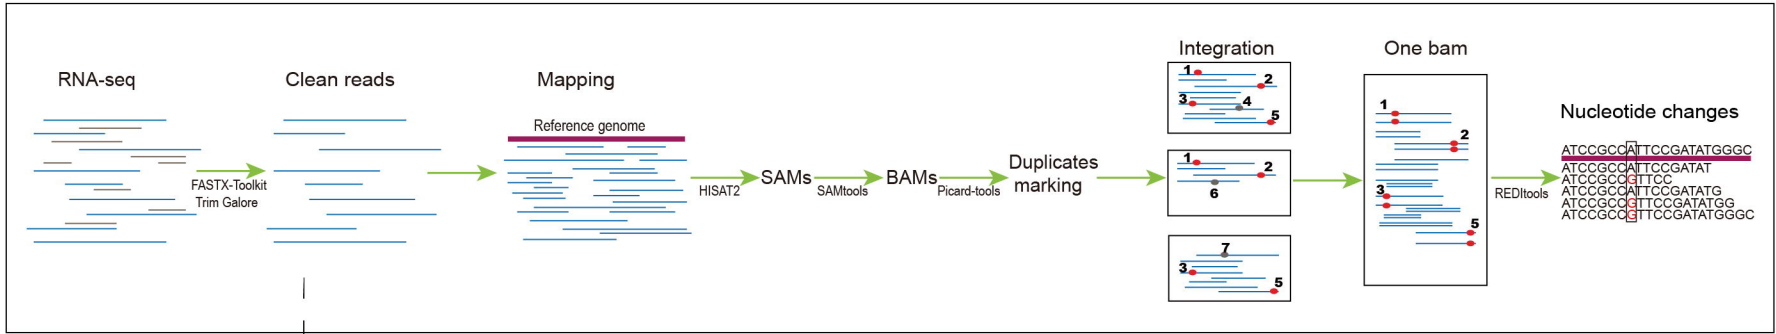 RNA-seq
Clean reads
Mapping
Integration
One bam
Nucleotide changes
Reference genome
FASTX-Toolkit
Trim Galore
HISAT2
SAMs
SAMtools
BAMs
Picard-tools
Duplicates
marking
1
2
3
4
5
1
2
6
7
3
5
1
2
3
5
REDItools
ATCCGCCATTCCGATATGGGC
ATCCGCCATTCCGATAT
ATCCGCCGTTCC
ATCCGCCATTCCGATATG
ATCCGCCGTTCCGATATGG
ATCCGCCGTTCCGATATGGGC